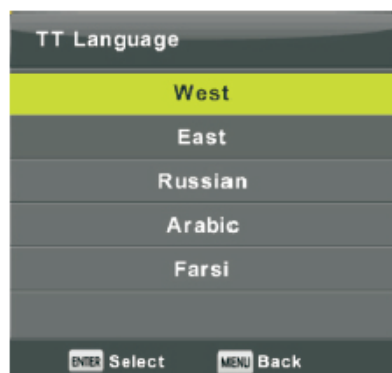 TT Language
West
East
Russian
Arabic
Farsi
ENTER Select MENU Back